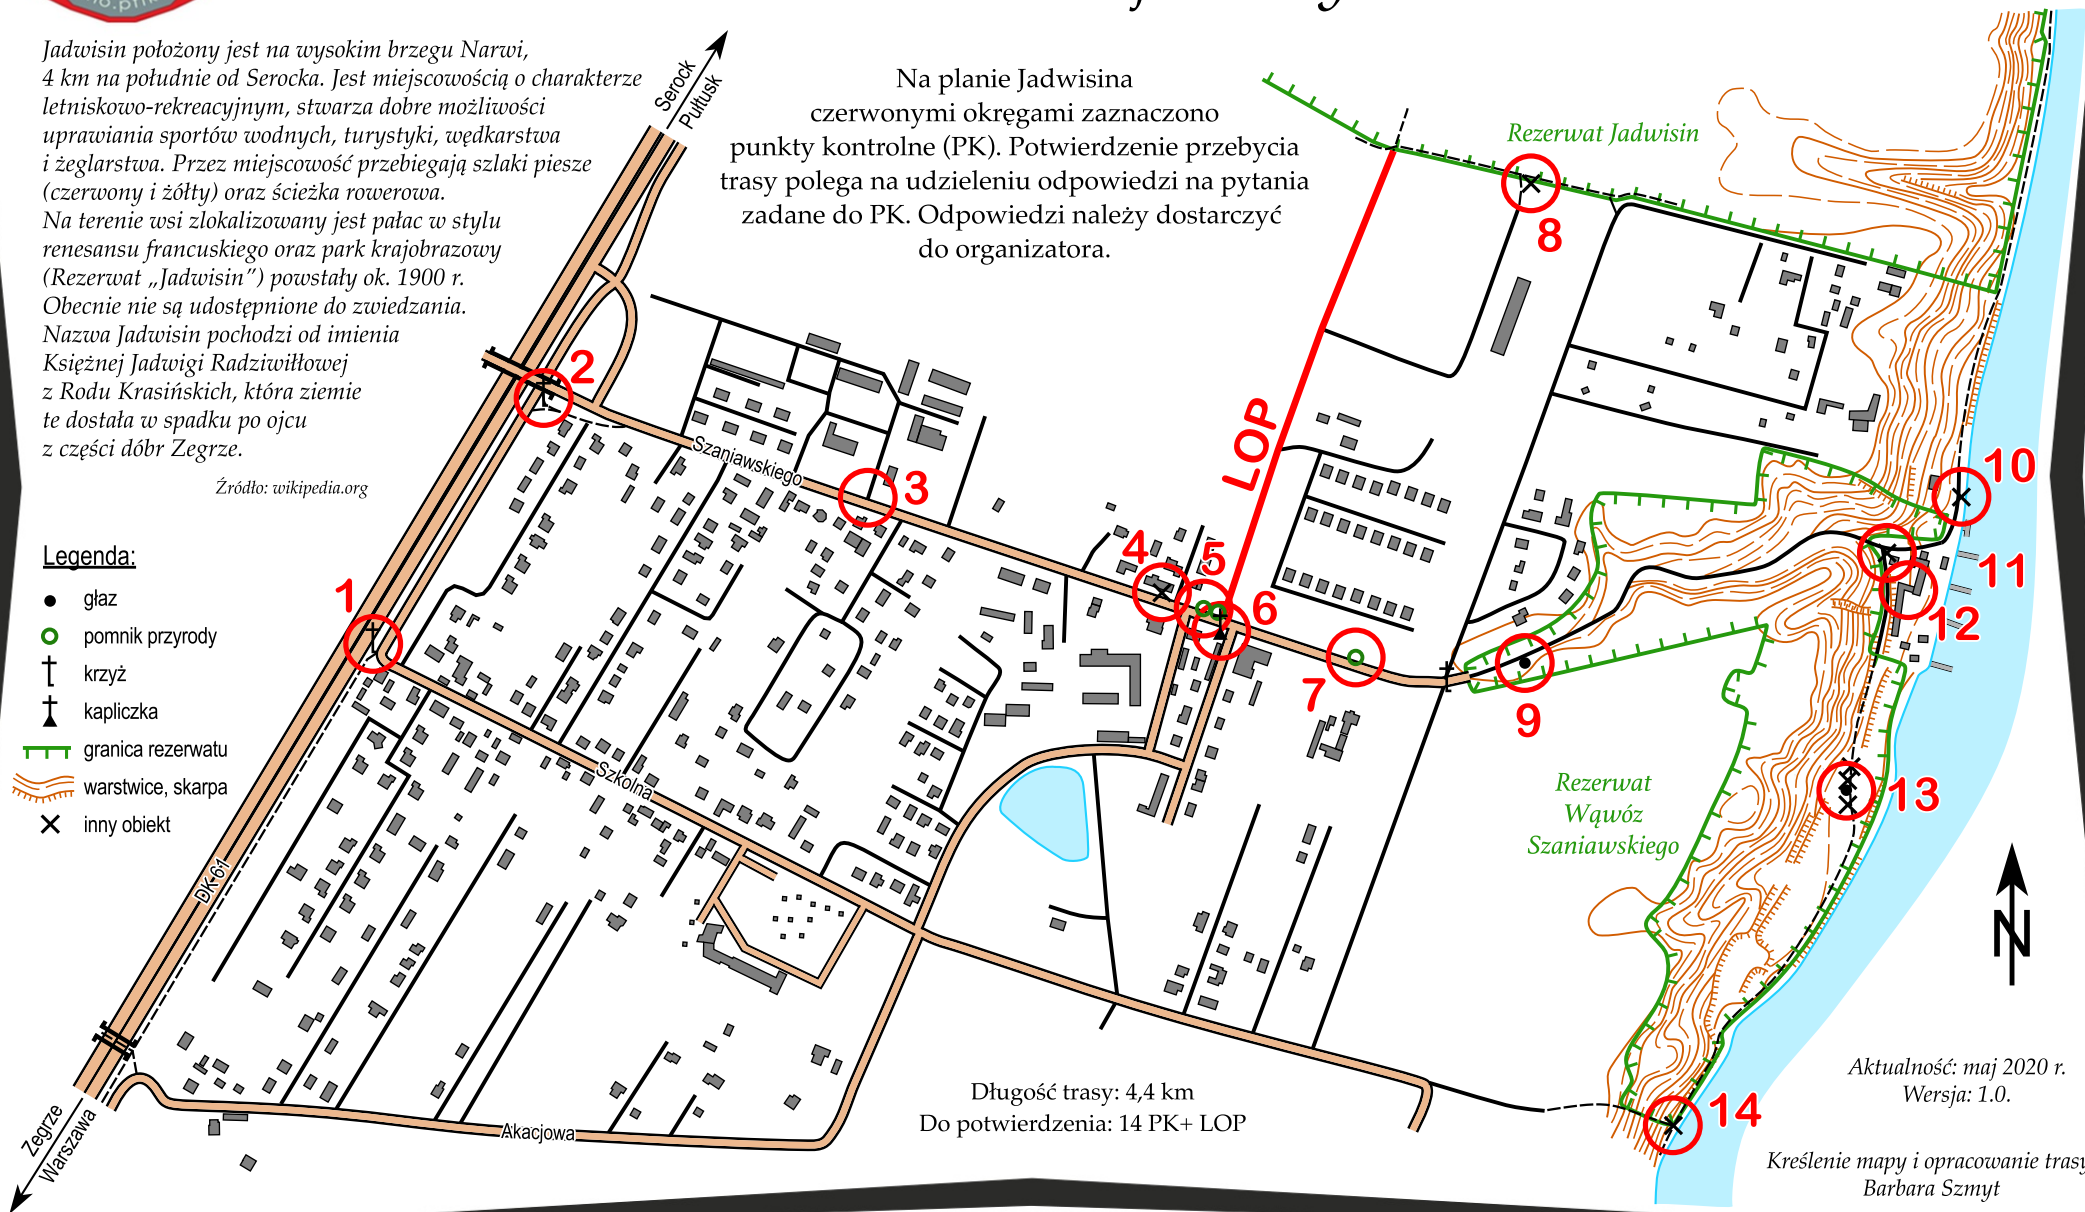 Jadwisin położony jest na wysokim brzegu Narwi,
4 km na południe od Serocka. Jest miejscowością o charakterze
letniskowo-rekreacyjnym, stwarza dobre możliwości
uprawiania sportów wodnych, turystyki, wędkarstwa
i żeglarstwa. Przez miejscowość przebiegają szlaki piesze
(czerwony i żółty) oraz ścieżka rowerowa.
Na terenie wsi zlokalizowany jest pałac w stylu
renesansu francuskiego oraz park krajobrazowy
(Rezerwat „Jadwisin”) powstały ok. 1900 r.
Obecnie nie są udostępnione do zwiedzania.
Nazwa Jadwisin pochodzi od imienia
Księżnej Jadwigi Radziwiłłowej
z Rodu Krasińskich, która ziemie
te dostała w spadku po ojcu
z części dóbr Zegrze.
Źródło: wikipedia.org
Serock
Pułtusk
Na planie Jadwisina
czerwonymi okręgami zaznaczono
punkty kontrolne (PK). Potwierdzenie przebycia
trasy polega na udzieleniu odpowiedzi na pytania
zadane do PK. Odpowiedzi należy dostarczyć
do organizatora.
Rezerwat Jadwisin
8
2
Szaniawskiego
3
LOP
10
4
5
6
11
12
1
7
9
Legenda:
głaz
pomnik przyrody
krzyż
kapliczka
granica rezerwatu
warstwice, skarpa
inny obiekt
Szkolna
DK-61
Rezerwat
Wąwóz
Szaniawskiego
13
N
14
Akacjowa
Zegrze
Warszawa
Długość trasy: 4,4 km
Do potwierdzenia: 14 PK+ LOP
Aktualność: maj 2020 r.
Wersja: 1.0.
Kreślenie mapy i opracowanie trasy
Barbara Szmyt